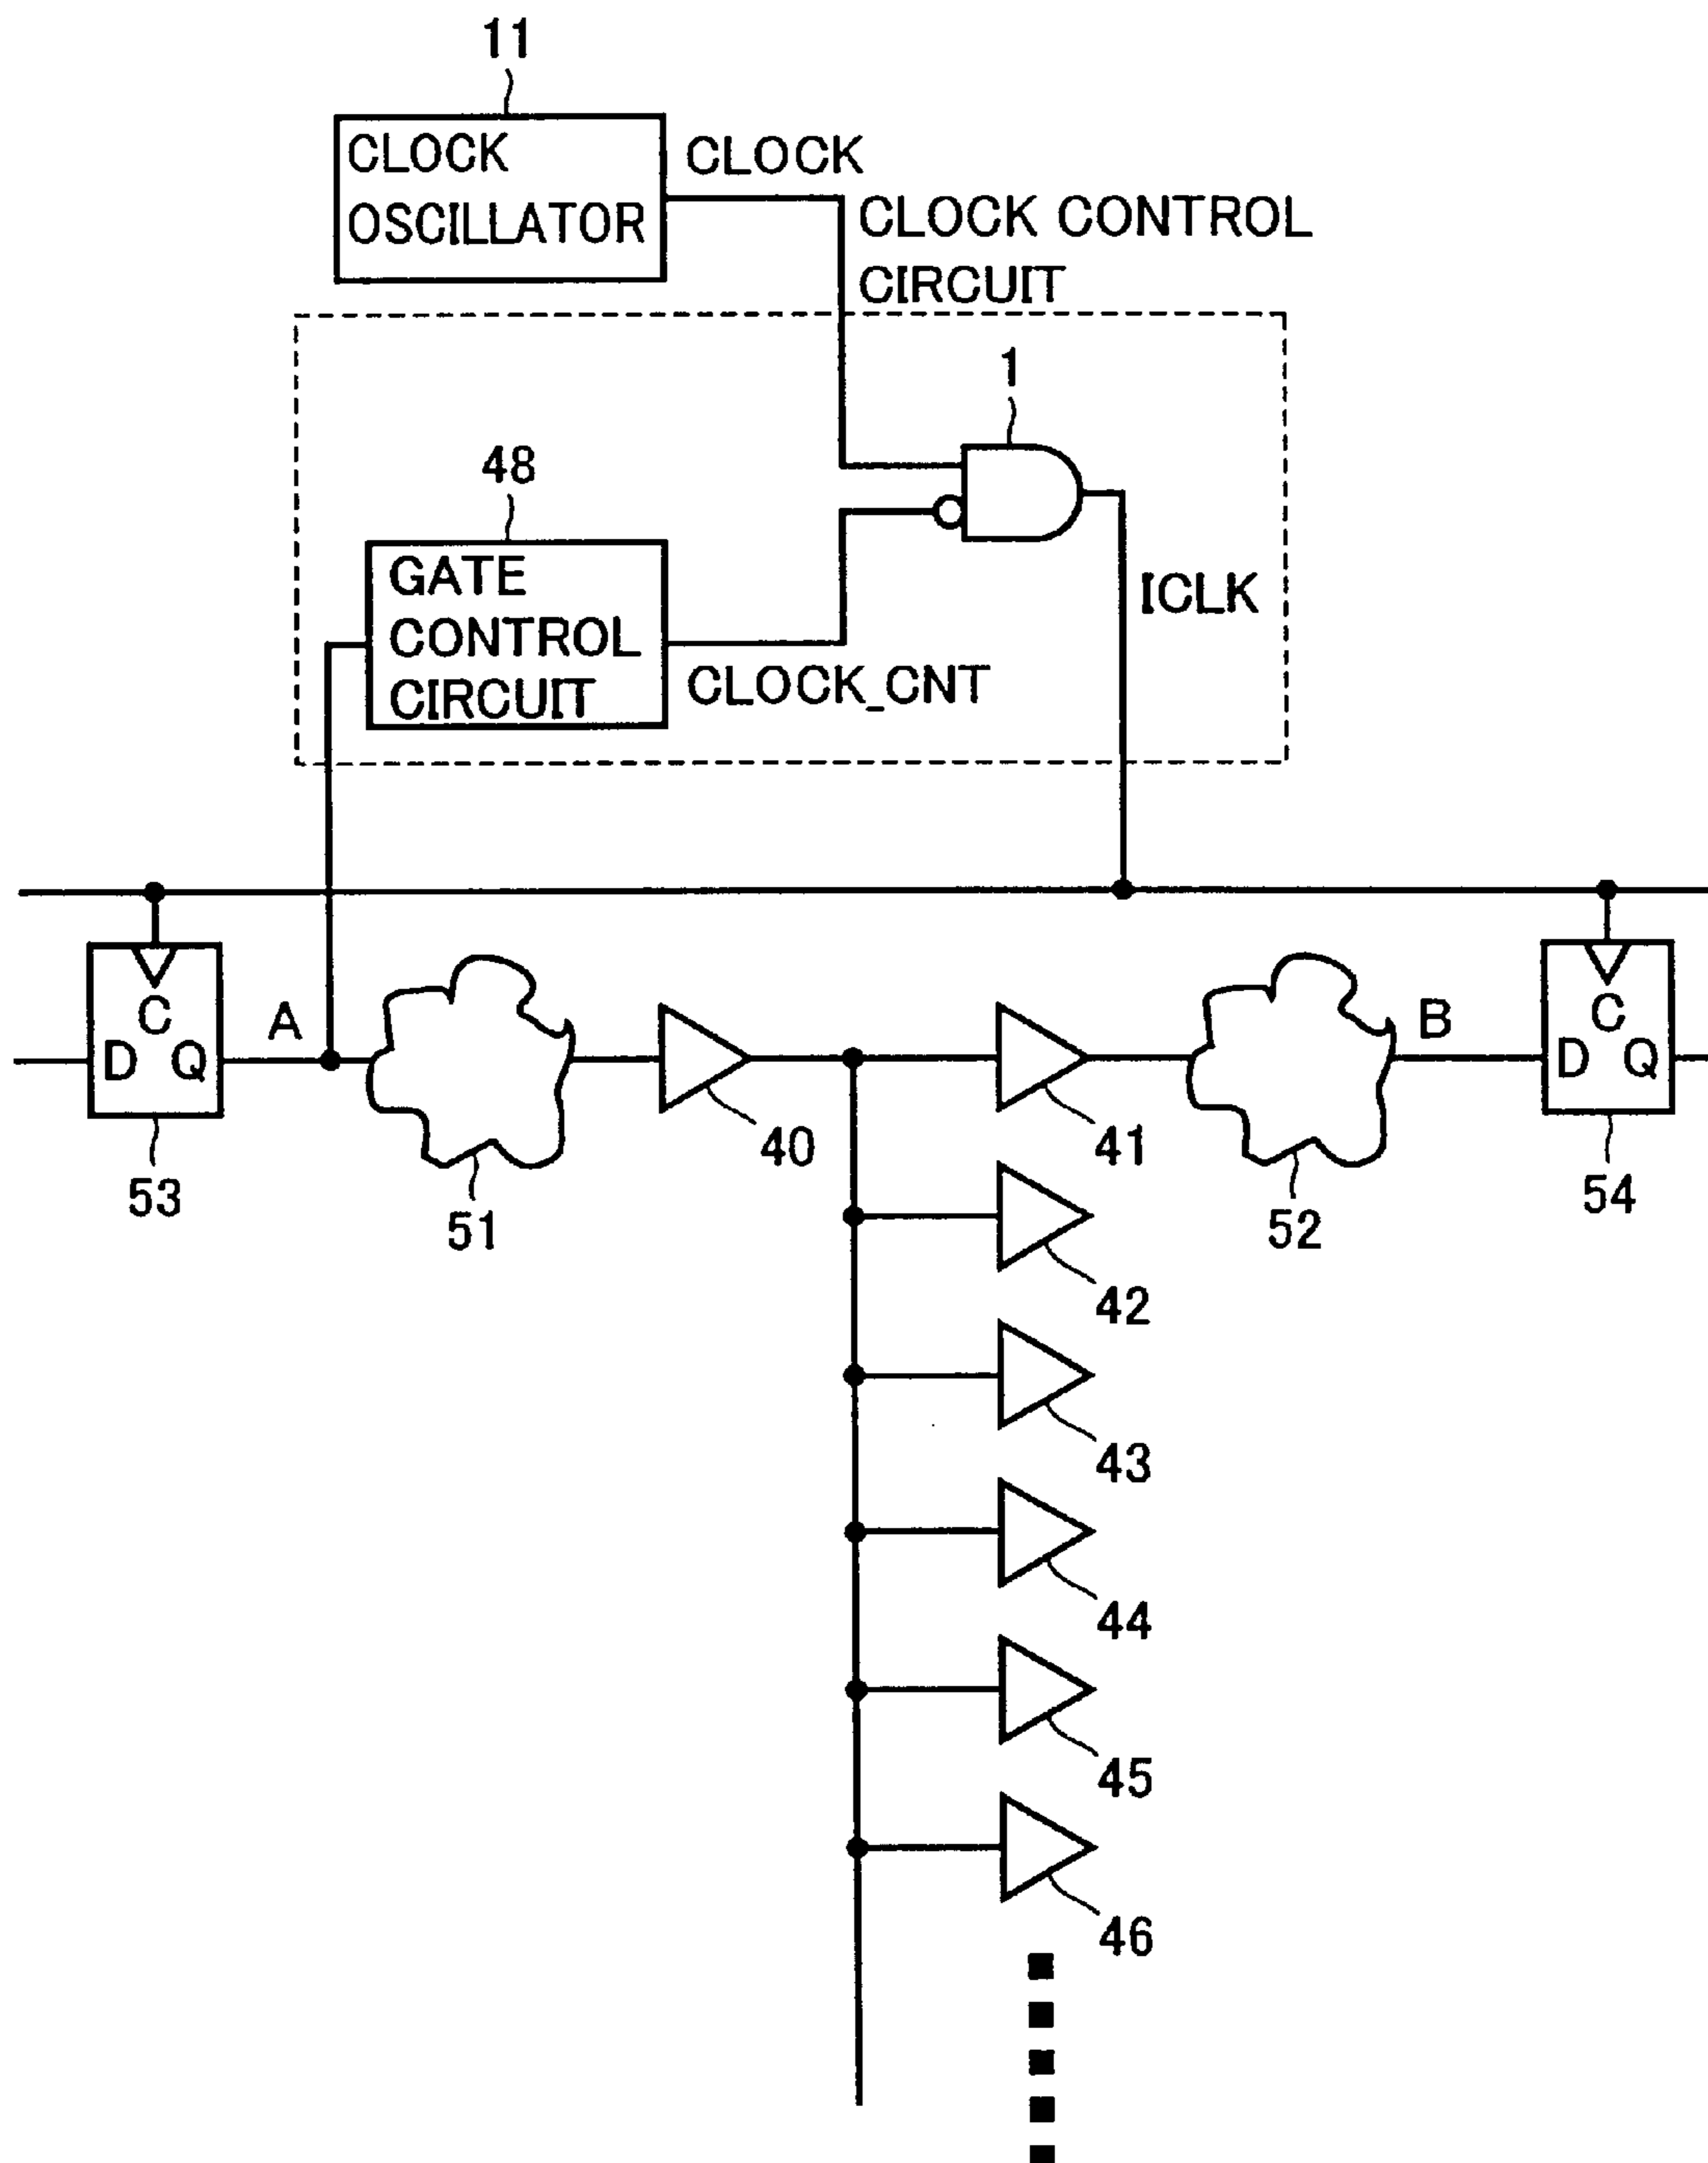 11
CLOCK
OSCILLATOR
CLOCK
CLOCK CONTROL
CIRCUIT
1
48
GATE
CONTROL
CIRCUIT
CLOCK_CNT
ICLK
A
B
C
D Q
C
D Q
53
51
40
41
52
54
42
43
44
45
46